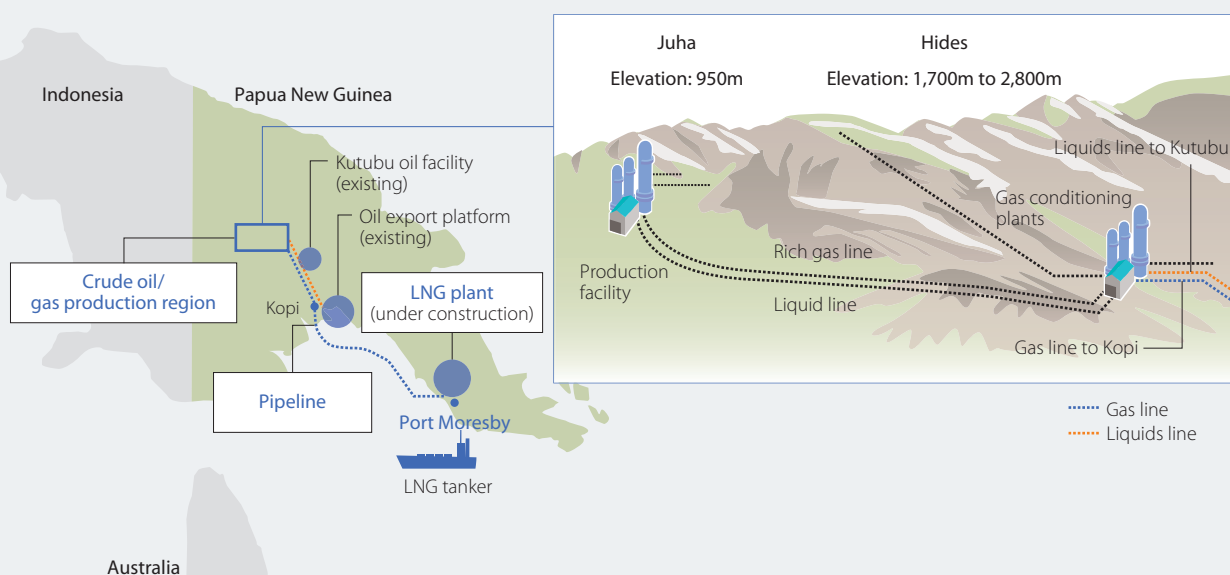 Indonesia
Papua New Guinea
Kutubu oil facility
(existing)
Oil export platform
(existing)
Crude oil/
gas production region
Kopi
LNG plant
(under construction)
Pipeline
Port Moresby
LNG tanker
Australia
Juha
Elevation: 950m
Hides
Elevation: 1,700m to 2,800m
Liquids line to Kutubu
Gas conditioning
plants
Rich gas line
Production
facility
Liquid line
Gas line to Kopi
Gas line
Liquids line